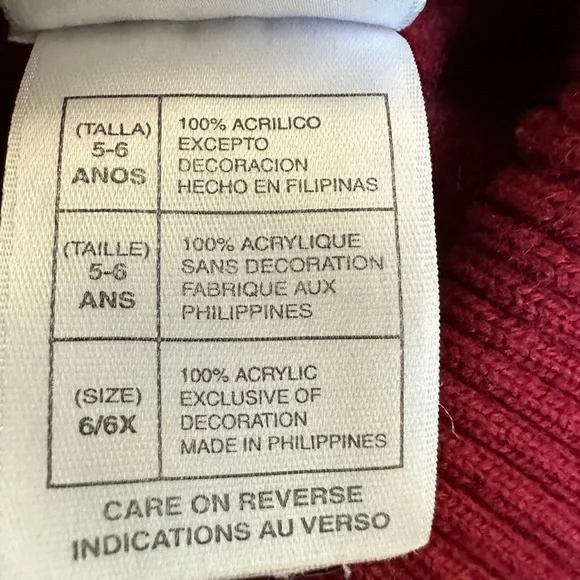 (TALLA)
5-6
ANOS
100% ACRILICO
EXCEPTO
DECORACION
HECHO EN FILIPINAS
(TAILLE)
5-6
ANS
100% ACRYLIQUE
SANS DECORATION
FABRIQUE AUX
PHILIPPINES
(SIZE)
6/6X
100% ACRYLIC
EXCLUSIVE OF
DECORATION
MADE IN PHILIPPINES
CARE ON REVERSE
INDICATIONS AU VERSO